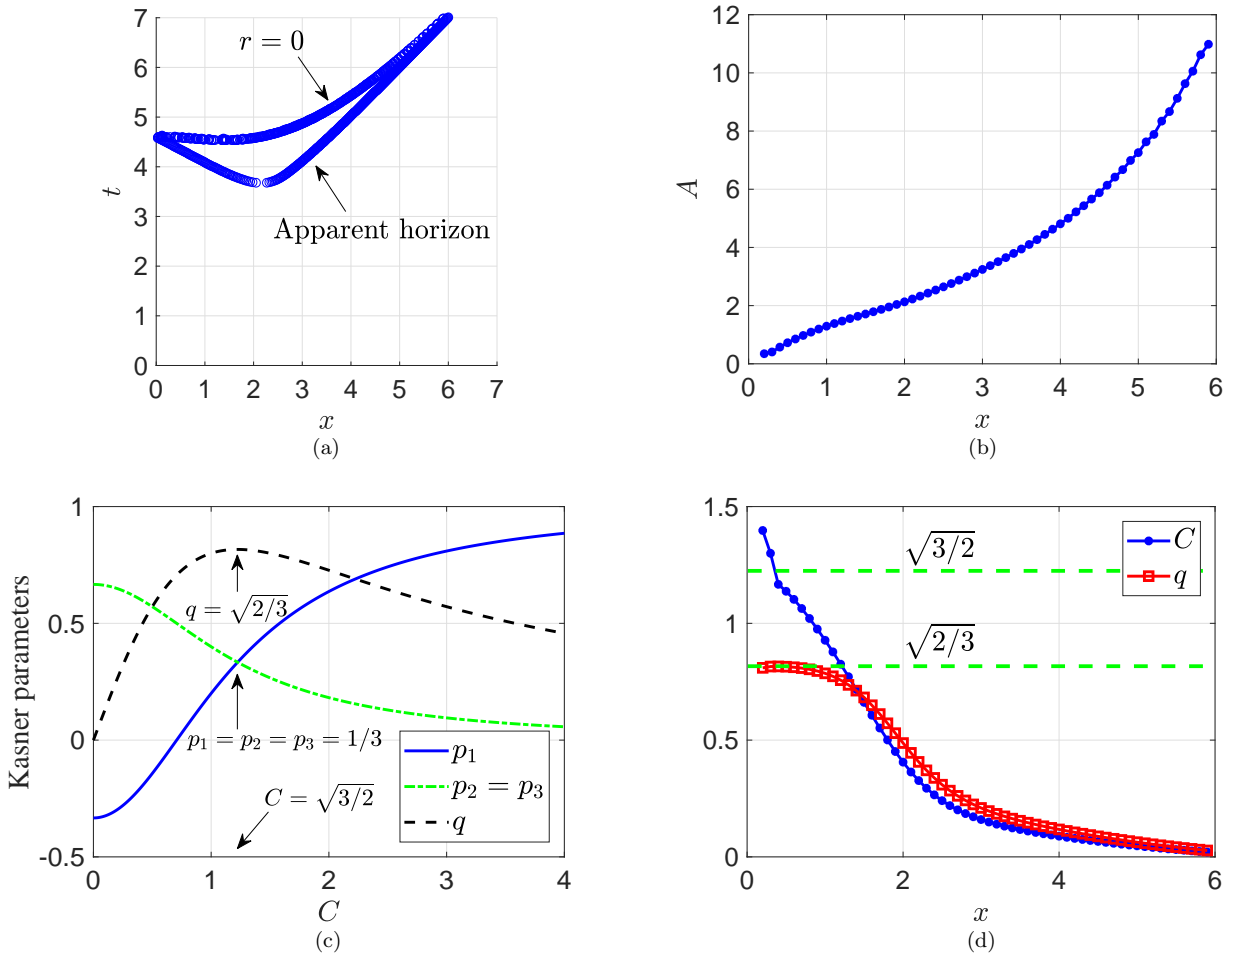 7
6
5
4
3
2
1
0
t
r = 0
Apparent horizon
0 1 2 3 4 5 6 7
x
(a)
12
10
8
6
4
2
0
A
0 1 2 3 4 5 6
x
(b)
1
0.5
0
-0.5
Kasner parameters
q = √2/3
p₁ = p₂ = p₃ = 1/3
C = √3/2
p₁
p₂ = p₃
q
0 1 2 3 4
C
(c)
1.5
1
0.5
0
√3/2
√2/3
C
q
0 2 4 6
x
(d)